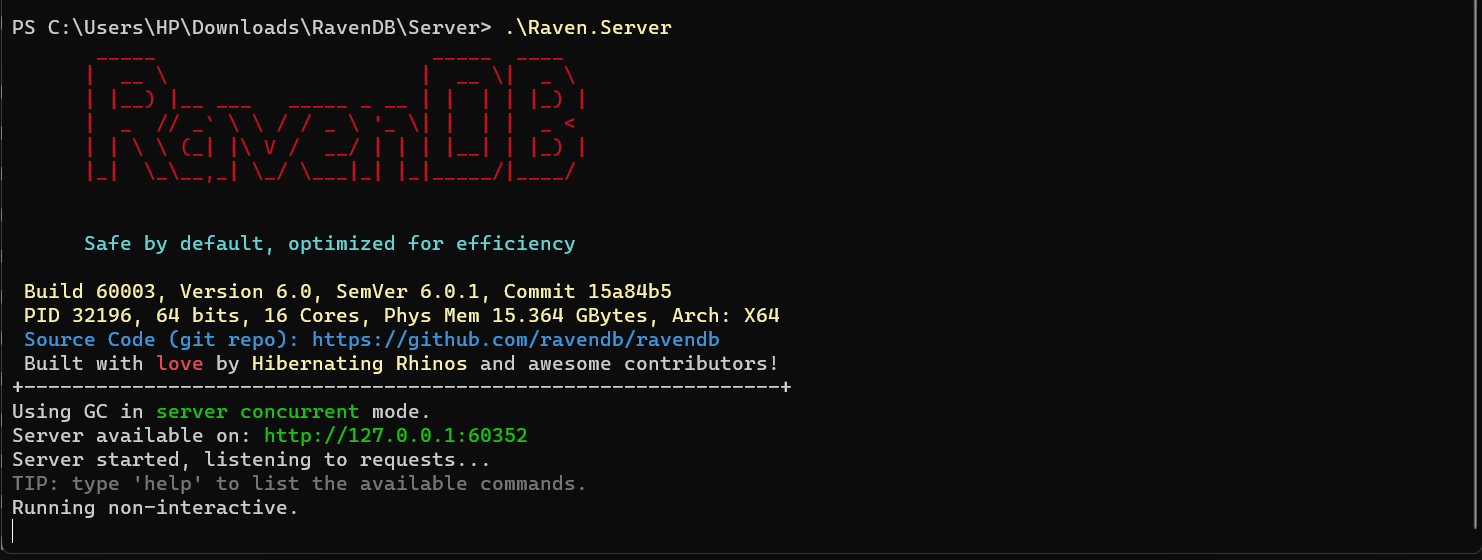 PS C:\Users\HP\Downloads\RavenDB\Server> .\Raven.Server
RavenDB
Safe by default, optimized for efficiency
Build 60003, Version 6.0, SemVer 6.0.1, Commit 15a84b5
PID 32196, 64 bits, 16 Cores, Phys Mem 15.364 GBytes, Arch: X64
Source Code (git repo): https://github.com/ravendb/ravendb
Built with love by Hibernating Rhinos and awesome contributors!
+---------------------------------------------------------------+
Using GC in server concurrent mode.
Server available on: http://127.0.0.1:60352
Server started, listening to requests...
TIP: type 'help' to list the available commands.
Running non-interactive.